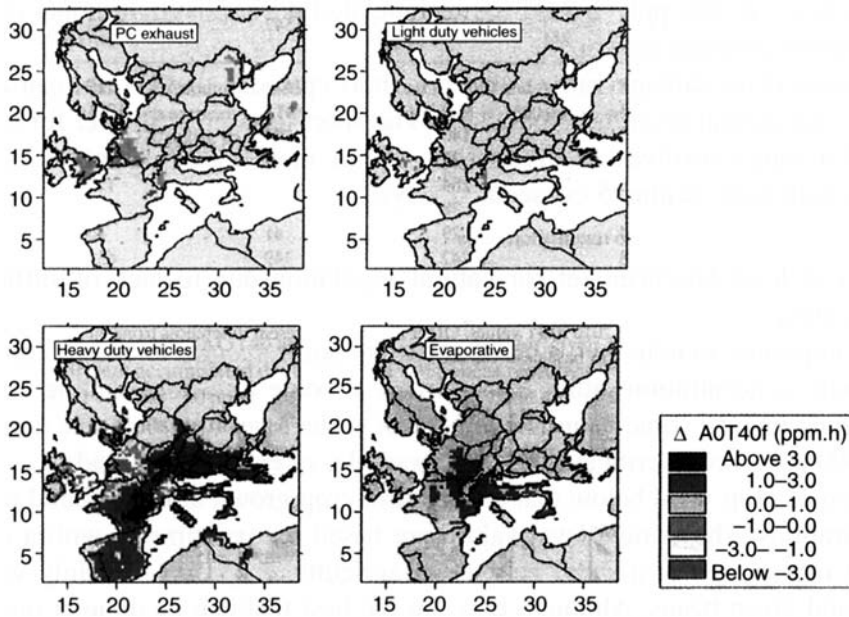 PC exhaust
Light duty vehicles
30
25
20
15
10
5
15 20 25 30 35
30
25
20
15
10
5
15 20 25 30 35
Heavy duty vehicles
Evaporative
30
25
20
15
10
5
15 20 25 30 35
30
25
20
15
10
5
15 20 25 30 35
Δ A0T40f (ppm.h)
Above 3.0
1.0–3.0
0.0–1.0
–1.0–0.0
–3.0– –1.0
Below –3.0